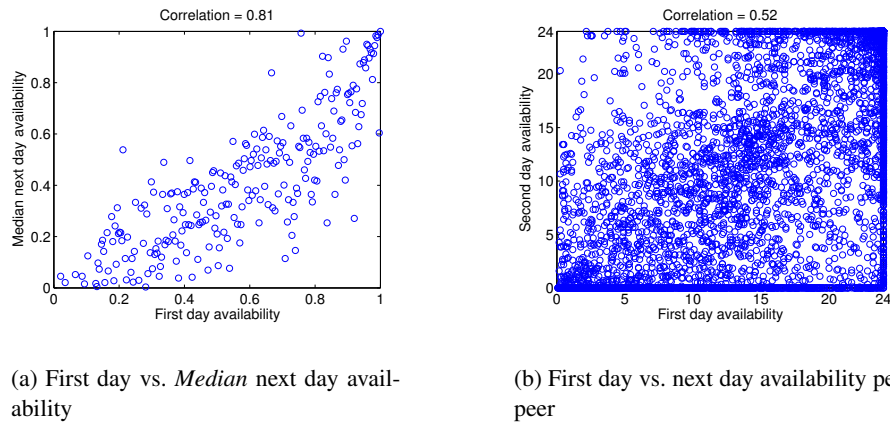 Correlation = 0.81
Median next day availability
1
0.8
0.6
0.4
0.2
0
0 0.2 0.4 0.6 0.8 1
First day availability
(a) First day vs. Median next day avail-
ability
Correlation = 0.52
Second day availability
24
20
15
10
5
0
0 5 10 15 20 24
First day availability
(b) First day vs. next day availability pe
peer